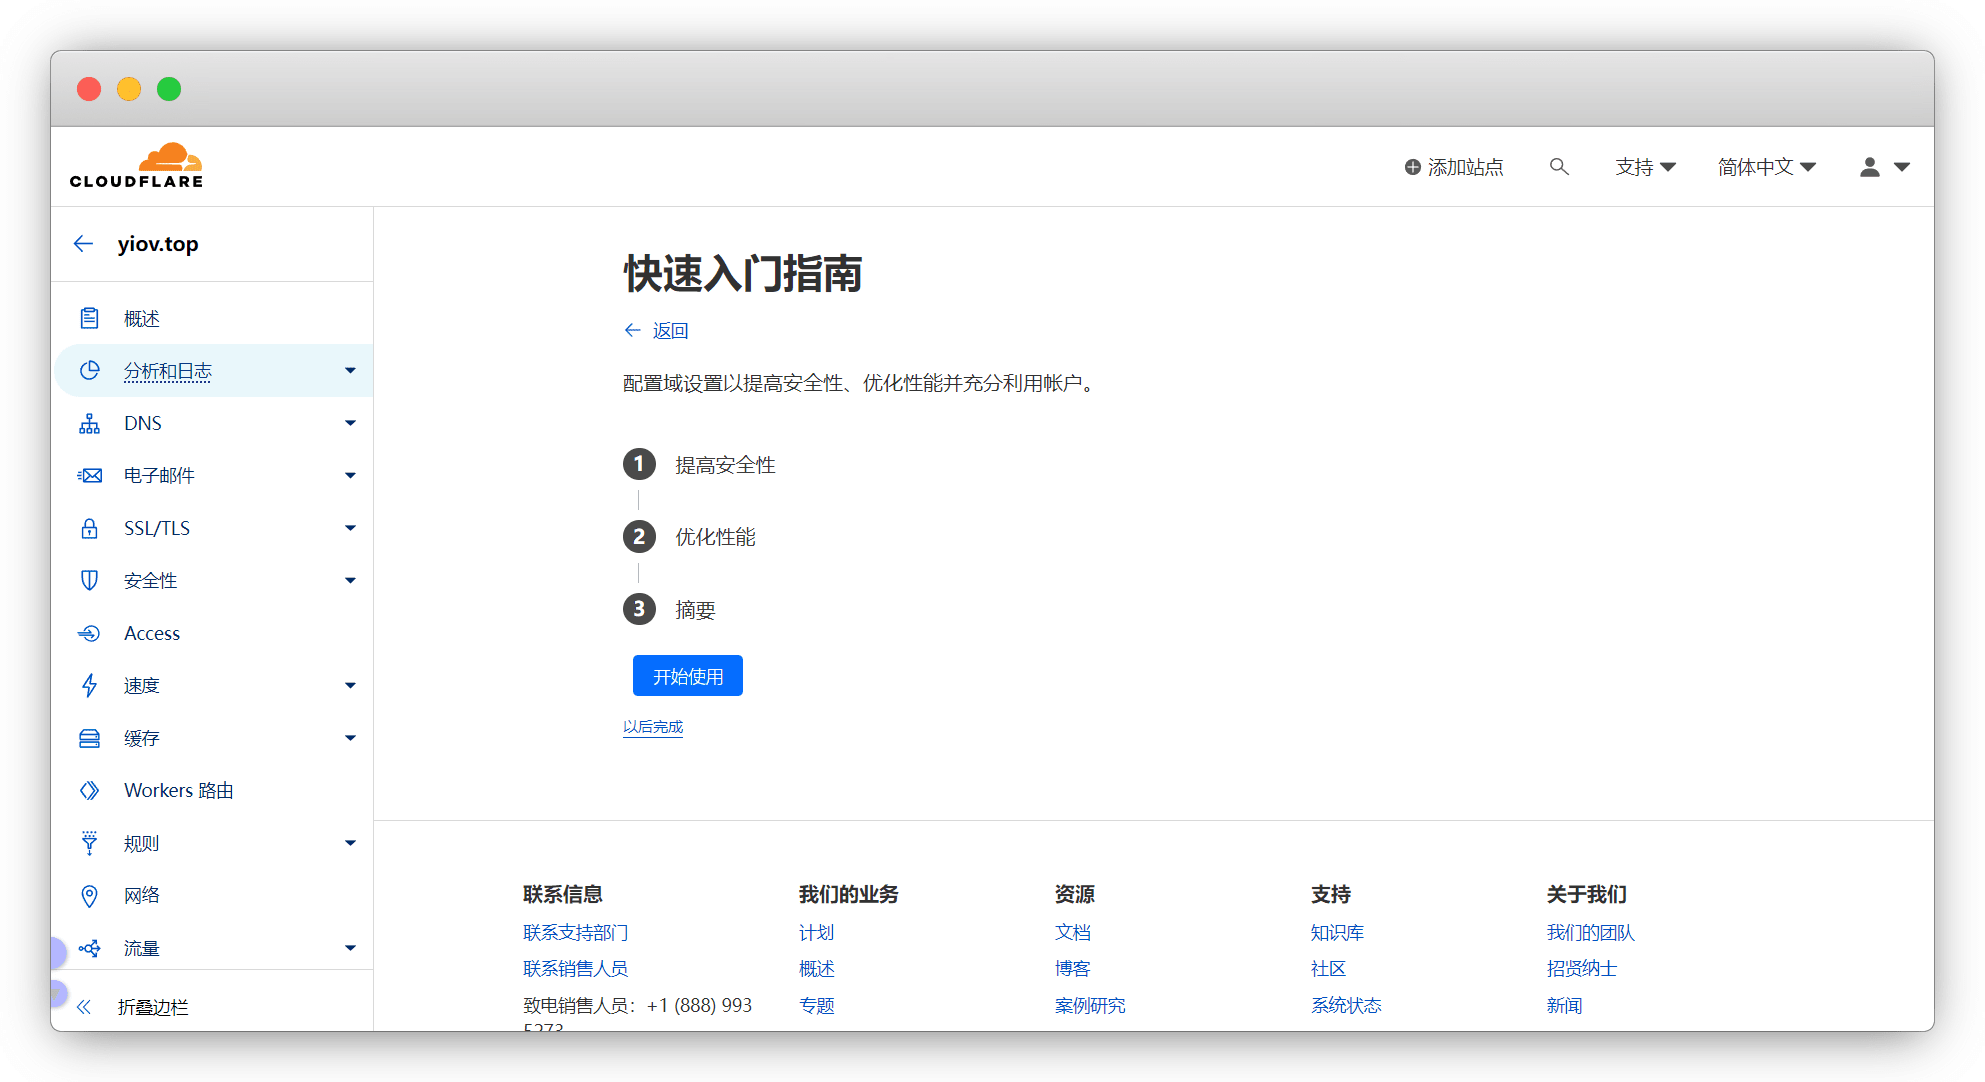 CLOUDFLARE
添加站点
支持
简体中文
yiov.top
概述
分析和日志
DNS
电子邮件
SSL/TLS
安全性
Access
速度
缓存
Workers 路由
规则
网络
流量
折叠边栏
快速入门指南
返回
配置域设置以提高安全性、优化性能并充分利用帐户。
1 提高安全性
2 优化性能
3 摘要
开始使用
以后完成
联系信息
联系支持部门
联系销售人员
致电销售人员：+1 (888) 993
5273
我们的业务
计划
概述
专题
资源
文档
博客
案例研究
支持
知识库
社区
系统状态
关于我们
我们的团队
招贤纳士
新闻